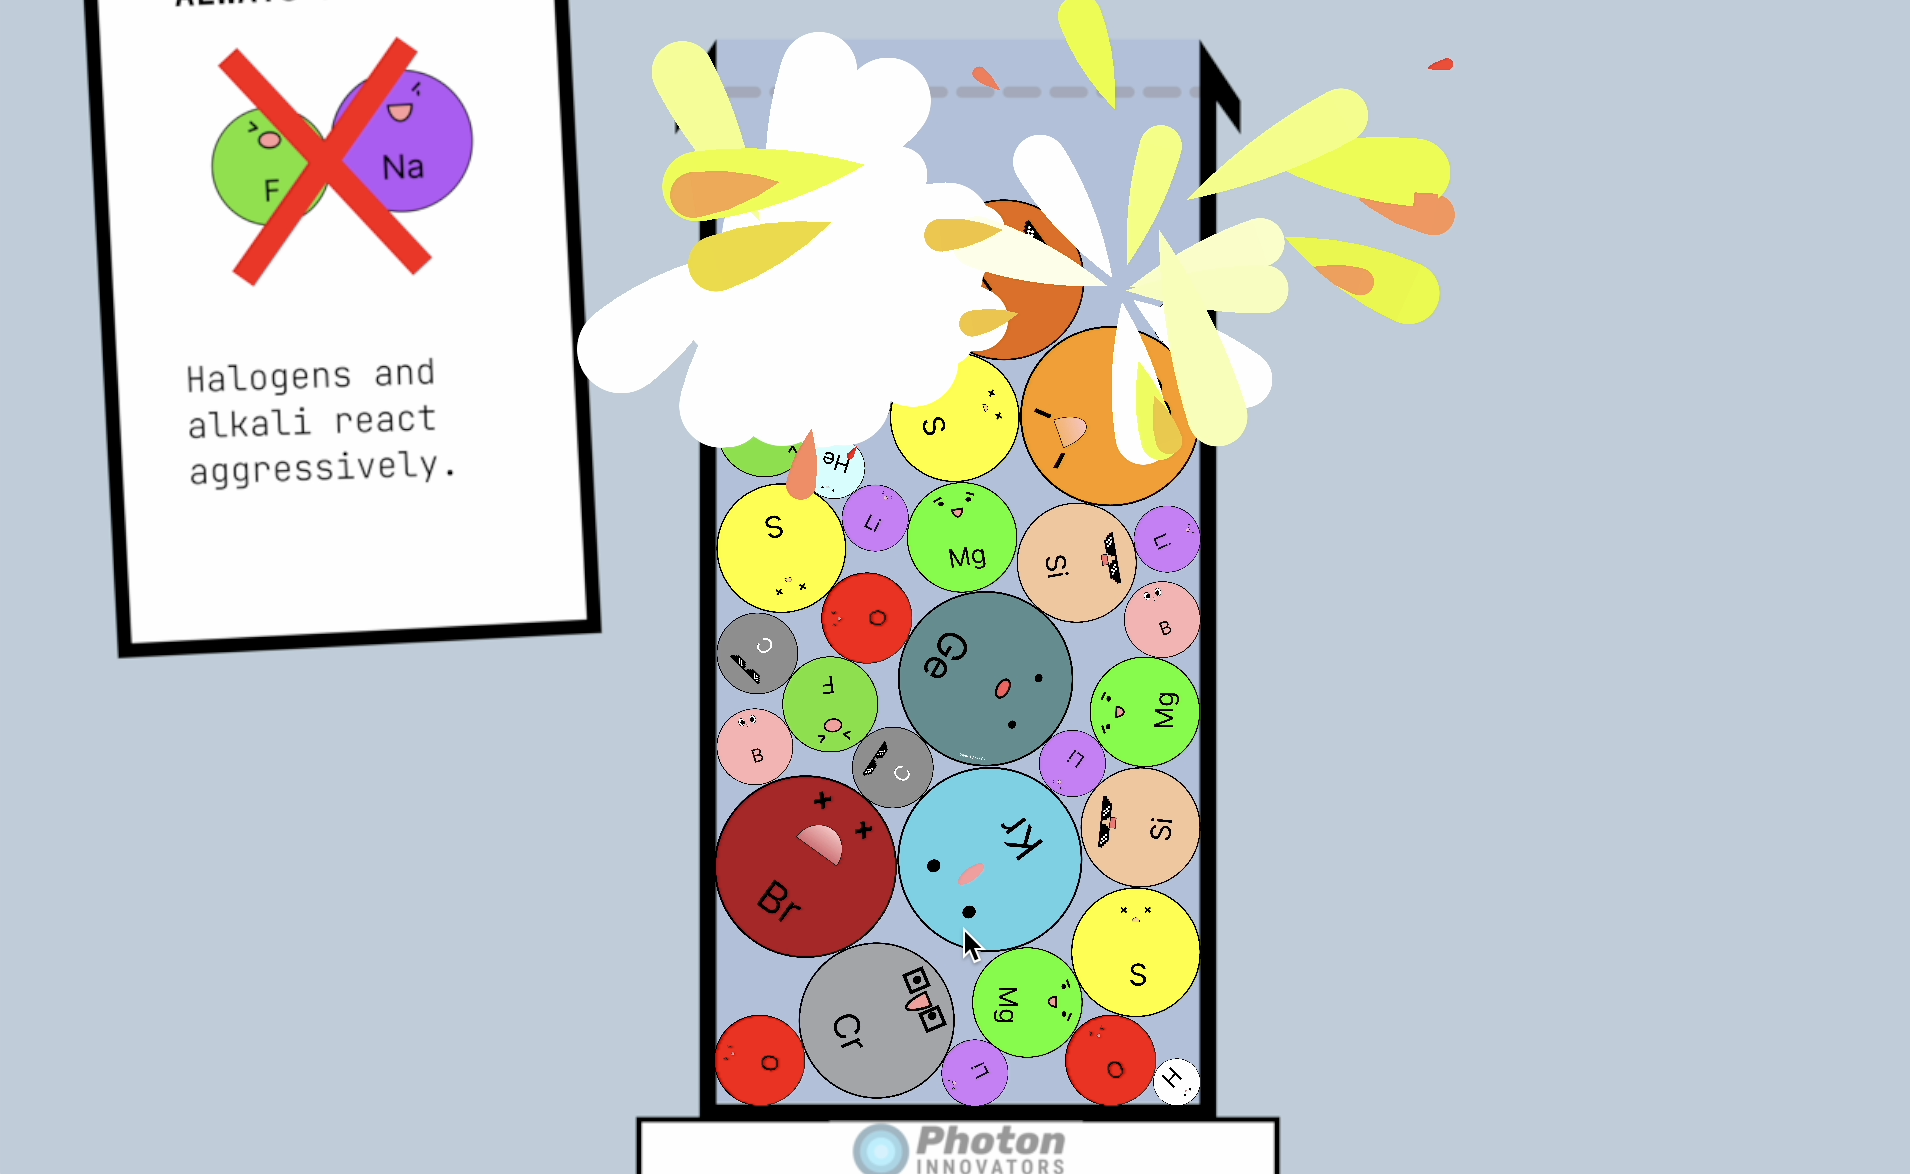 F
Na
Halogens and
alkali react
aggressively.
S
He
S
Li
Mg
Si
Li
O
B
C
F
Ge
Mg
B
C
Li
Br
Kr
Si
S
Cr
Mg
O
Li
O
H
Photon
INNOVATORS